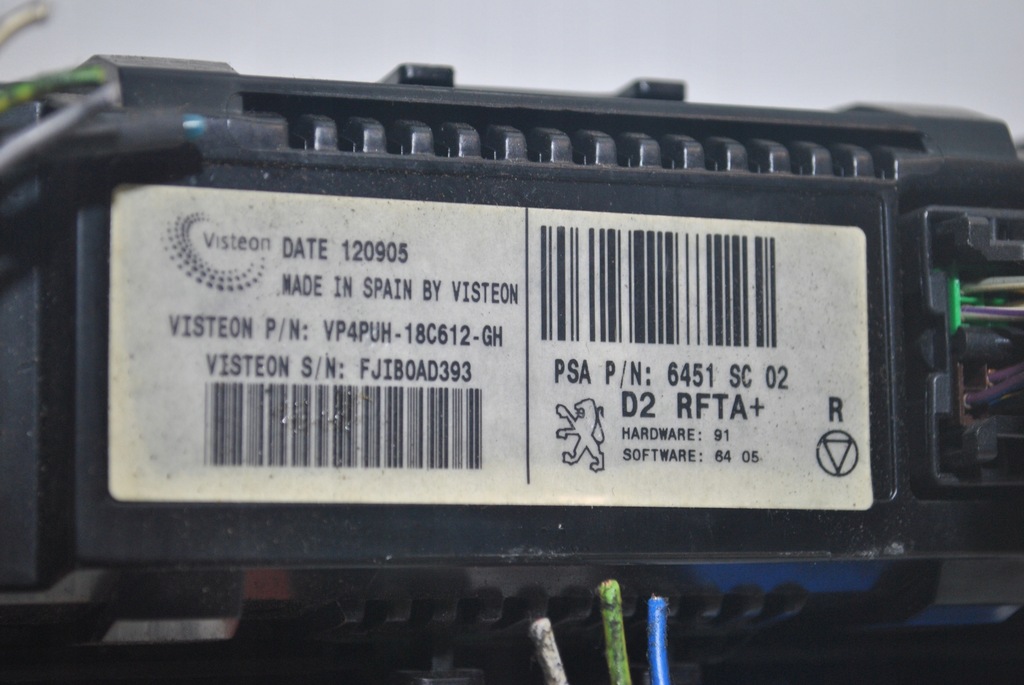 Visteon
DATE 120905
MADE IN SPAIN BY VISTEON
VISTEON P/N: VP4PUH-18C612-GH
VISTEON S/N: FJIB0AD393
PSA P/N: 6451 SC 02
D2 RFTA+
HARDWARE: 91
SOFTWARE: 64 05
R